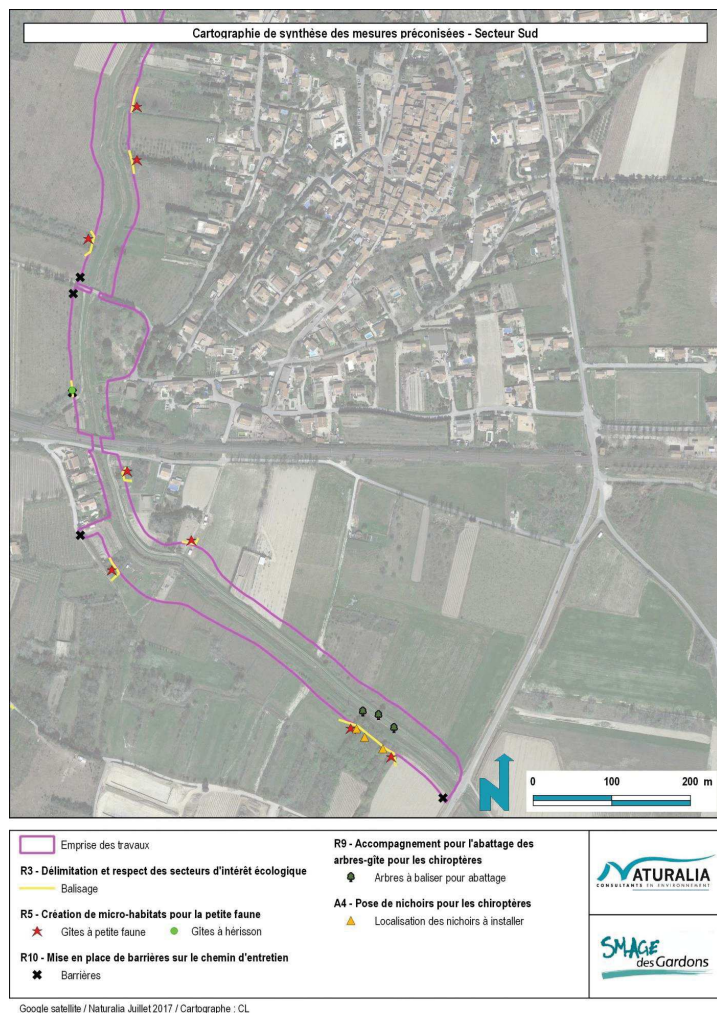 Cartographie de synthèse des mesures préconisées - Secteur Sud
N
0 100 200 m
Emprise des travaux
R3 - Délimitation et respect des secteurs d'intérêt écologique
Balisage
R5 - Création de micro-habitats pour la petite faune
Gîtes à petite faune Gîtes à hérisson
R10 - Mise en place de barrières sur le chemin d'entretien
Barrières
R9 - Accompagnement pour l'abattage des
arbres-gîte pour les chiroptères
Arbres à baliser pour abattage
A4 - Pose de nichoirs pour les chiroptères
Localisation des nichoirs à installer
NATURALIA
CONSULTANTS EN ENVIRONNEMENT
SMAGE
des Gardons
Google satellite / Naturalia Juillet 2017 / Cartographe : CL